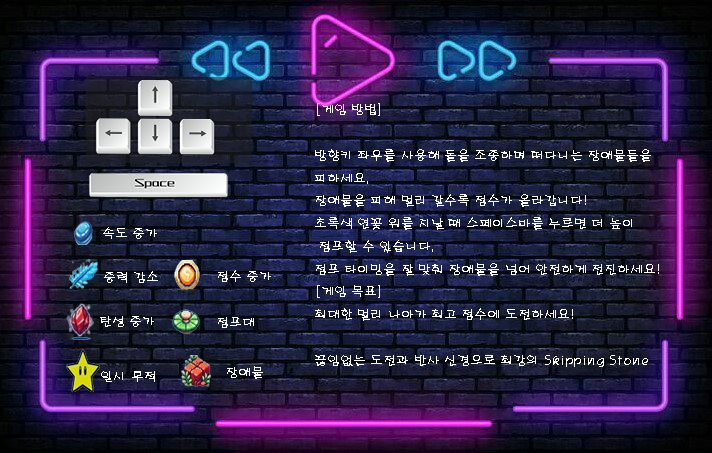 [게임 방법]
방향키 좌우를 사용해 돌을 조종하며 떠다니는 장애물들을
피하세요.
장애물을 피해 멀리 갈수록 점수가 올라갑니다!
초록색 연꽃 위를 지날 때 스페이스바를 누르면 더 높이
점프할 수 있습니다.
점프 타이밍을 잘 맞춰 장애물을 넘어 안전하게 전진하세요!
[게임 목표]
최대한 멀리 나아가 최고 점수에 도전하세요!
끊임없는 도전과 반사 신경으로 최강의 Skipping Stone
Space
속도 증가
중력 감소
점수 증가
탄성 증가
점프대
일시 무적
장애물